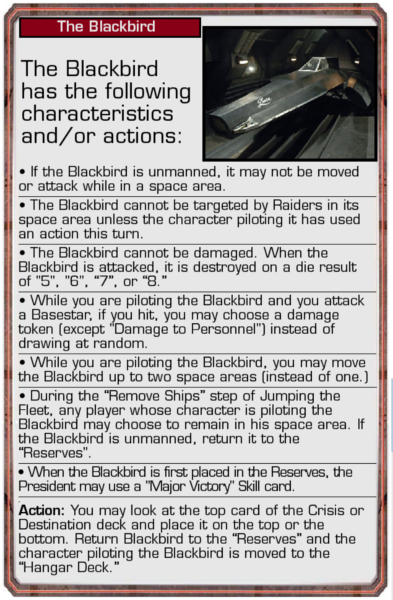 The Blackbird
The Blackbird
has the following
characteristics
and/or actions:
• If the Blackbird is unmanned, it may not be moved
or attack while in a space area.
• The Blackbird cannot be targeted by Raiders in its
space area unless the character piloting it has used
an action this turn.
• The Blackbird cannot be damaged. When the
Blackbird is attacked, it is destroyed on a die result
of "5", "6", "7", or "8."
• While you are piloting the Blackbird and you attack
a Basestar, if you hit, you may choose a damage
token (except "Damage to Personnel") instead of
drawing at random.
• While you are piloting the Blackbird, you may move
the Blackbird up to two space areas (instead of one.)
• During the "Remove Ships" step of Jumping the
Fleet, any player whose character is piloting the
Blackbird may choose to remain in his space area. If
the Blackbird is unmanned, return it to the
"Reserves".
• When the Blackbird is first placed in the Reserves, the
President may use a "Major Victory" Skill card.
Action: You may look at the top card of the Crisis or
Destination deck and place it on the top or the
bottom. Return Blackbird to the "Reserves" and the
character piloting the Blackbird is moved to the
"Hangar Deck."